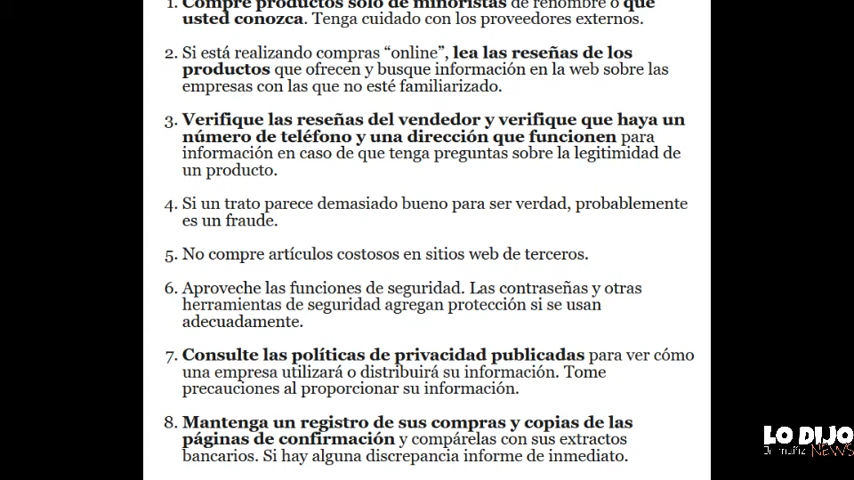 1. Compre productos solo de minoristas de renombre o que
usted conozca. Tenga cuidado con los proveedores externos.
2. Si está realizando compras “online”, lea las reseñas de los
productos que ofrecen y busque información en la web sobre las
empresas con las que no esté familiarizado.
3. Verifique las reseñas del vendedor y verifique que haya un
número de teléfono y una dirección que funcionen para
información en caso de que tenga preguntas sobre la legitimidad de
un producto.
4. Si un trato parece demasiado bueno para ser verdad, probablemente
es un fraude.
5. No compre artículos costosos en sitios web de terceros.
6. Aproveche las funciones de seguridad. Las contraseñas y otras
herramientas de seguridad agregan protección si se usan
adecuadamente.
7. Consulte las políticas de privacidad publicadas para ver cómo
una empresa utilizará o distribuirá su información. Tome
precauciones al proporcionar su información.
8. Mantenga un registro de sus compras y copias de las
páginas de confirmación y compárelas con sus extractos
bancarios. Si hay alguna discrepancia informe de inmediato.
LO DIJO
NEWS